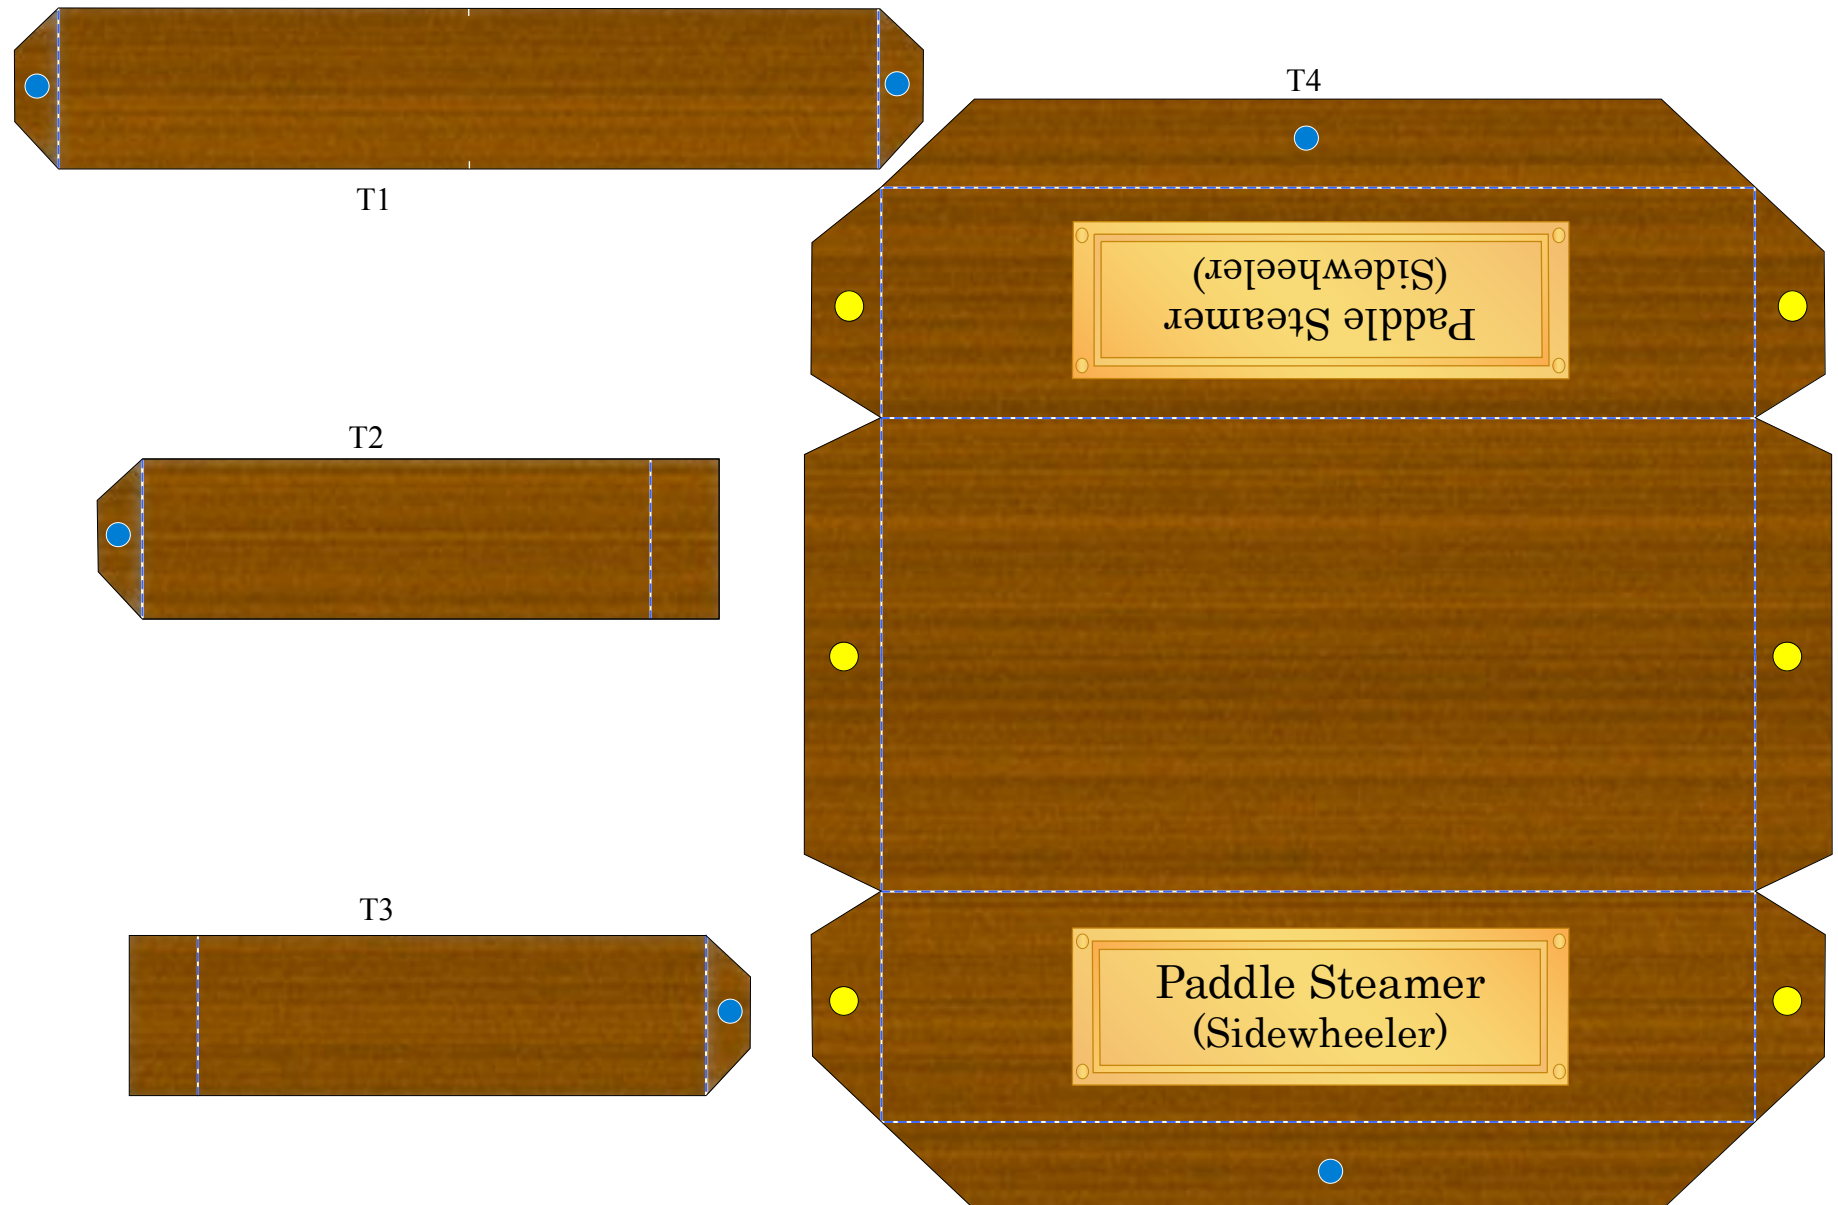 T1
T4
(Sidewheeler)
Paddle Steamer
T2
T3
Paddle Steamer
(Sidewheeler)